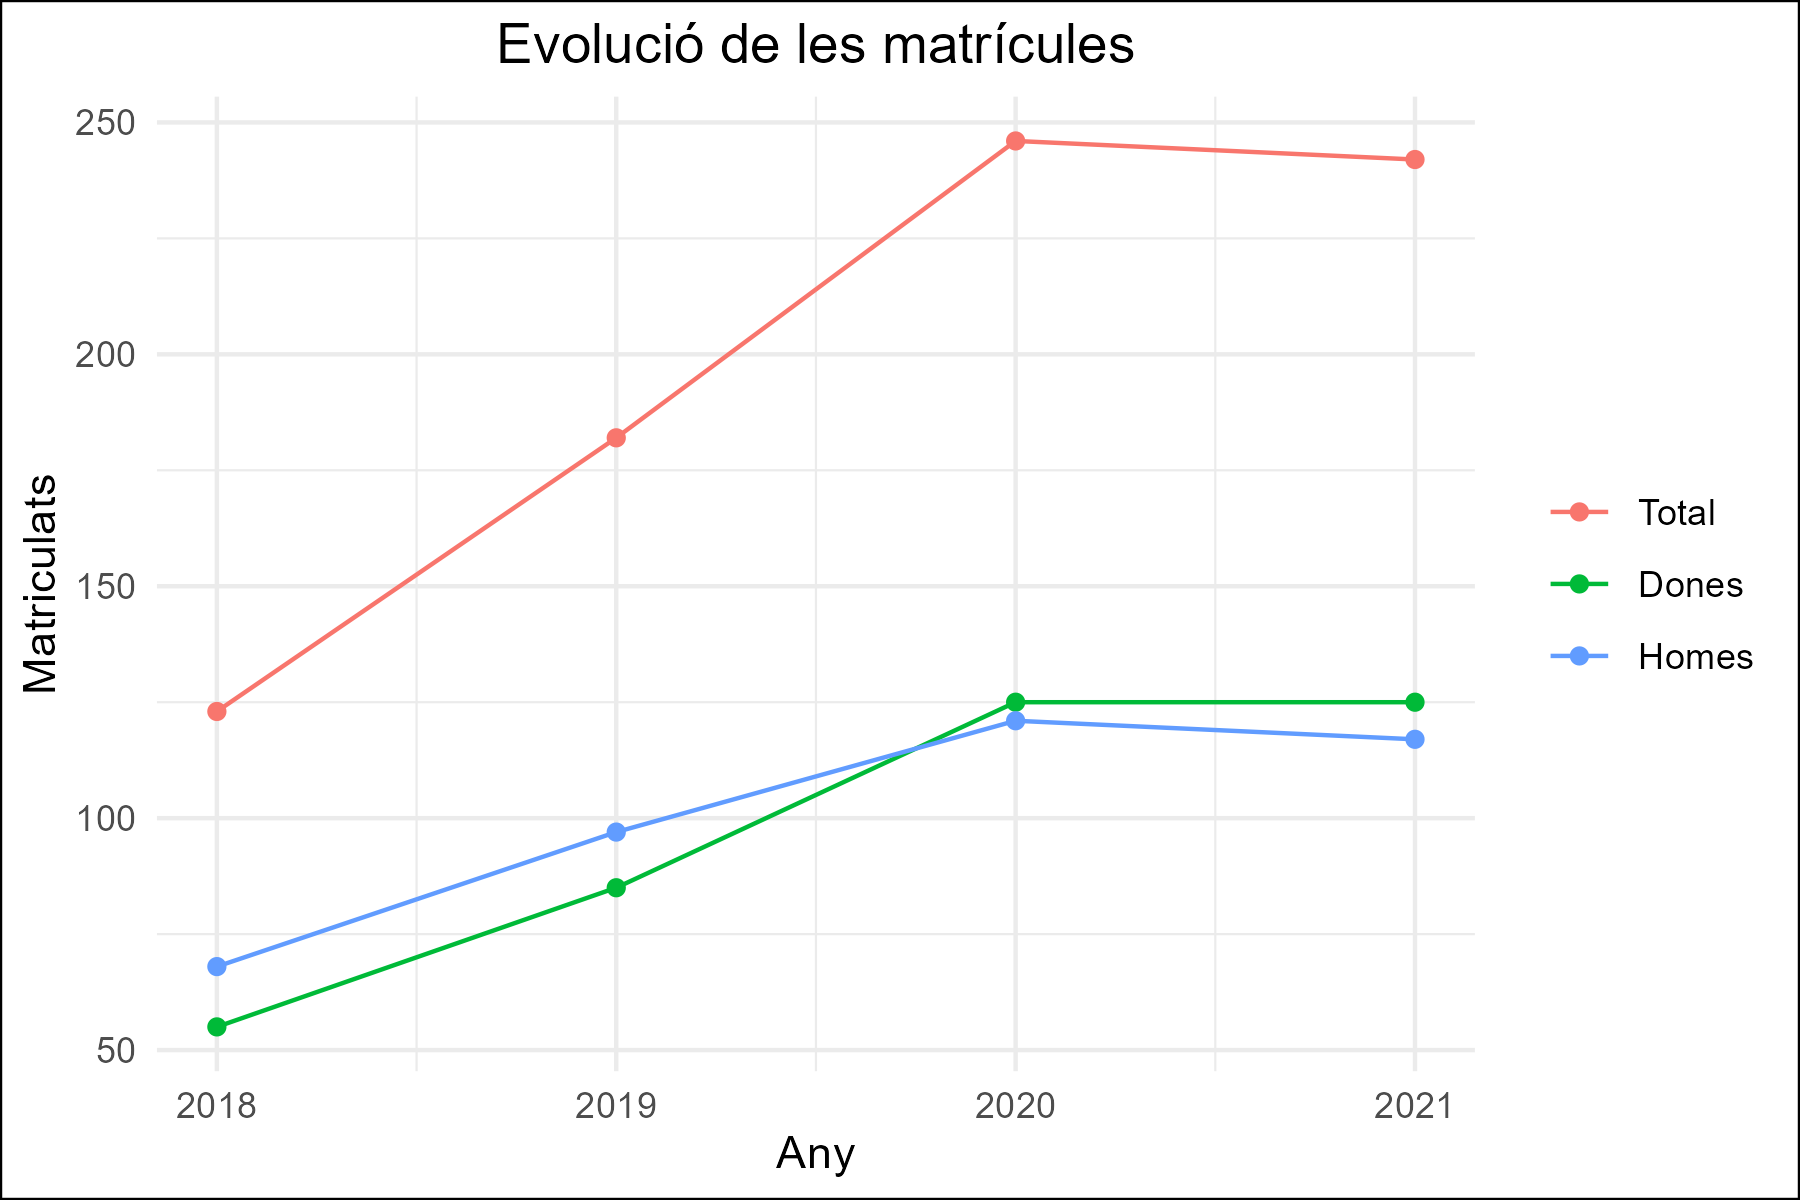 Evolució de les matrícules
250
200
150
100
50
Matriculats
2018
2019
2020
2021
Any
Total
Dones
Homes